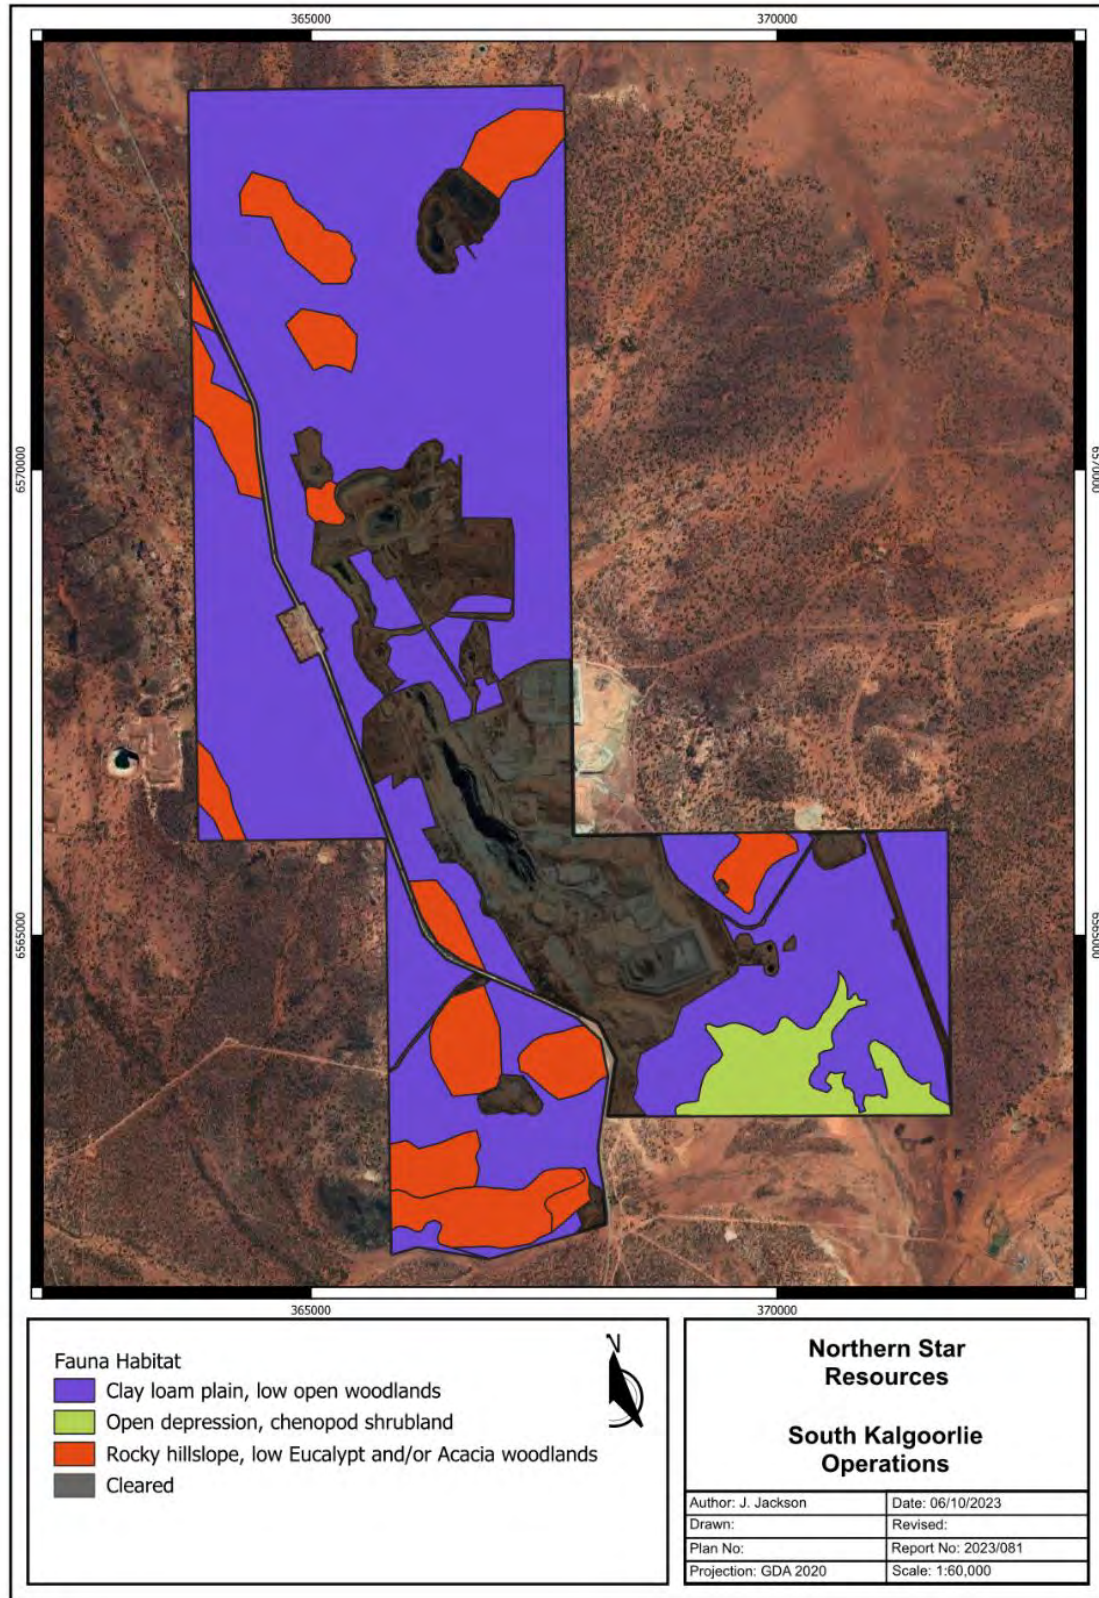 365000 370000
6570000 6570000
6565000 6565000
365000 370000
Fauna Habitat
Clay loam plain, low open woodlands
Open depression, chenopod shrubland
Rocky hillslope, low Eucalypt and/or Acacia woodlands
Cleared
N
Northern Star
Resources
South Kalgoorlie
Operations
Author: J. Jackson Date: 06/10/2023
Drawn: Revised:
Plan No: Report No: 2023/081
Projection: GDA 2020 Scale: 1:60,000